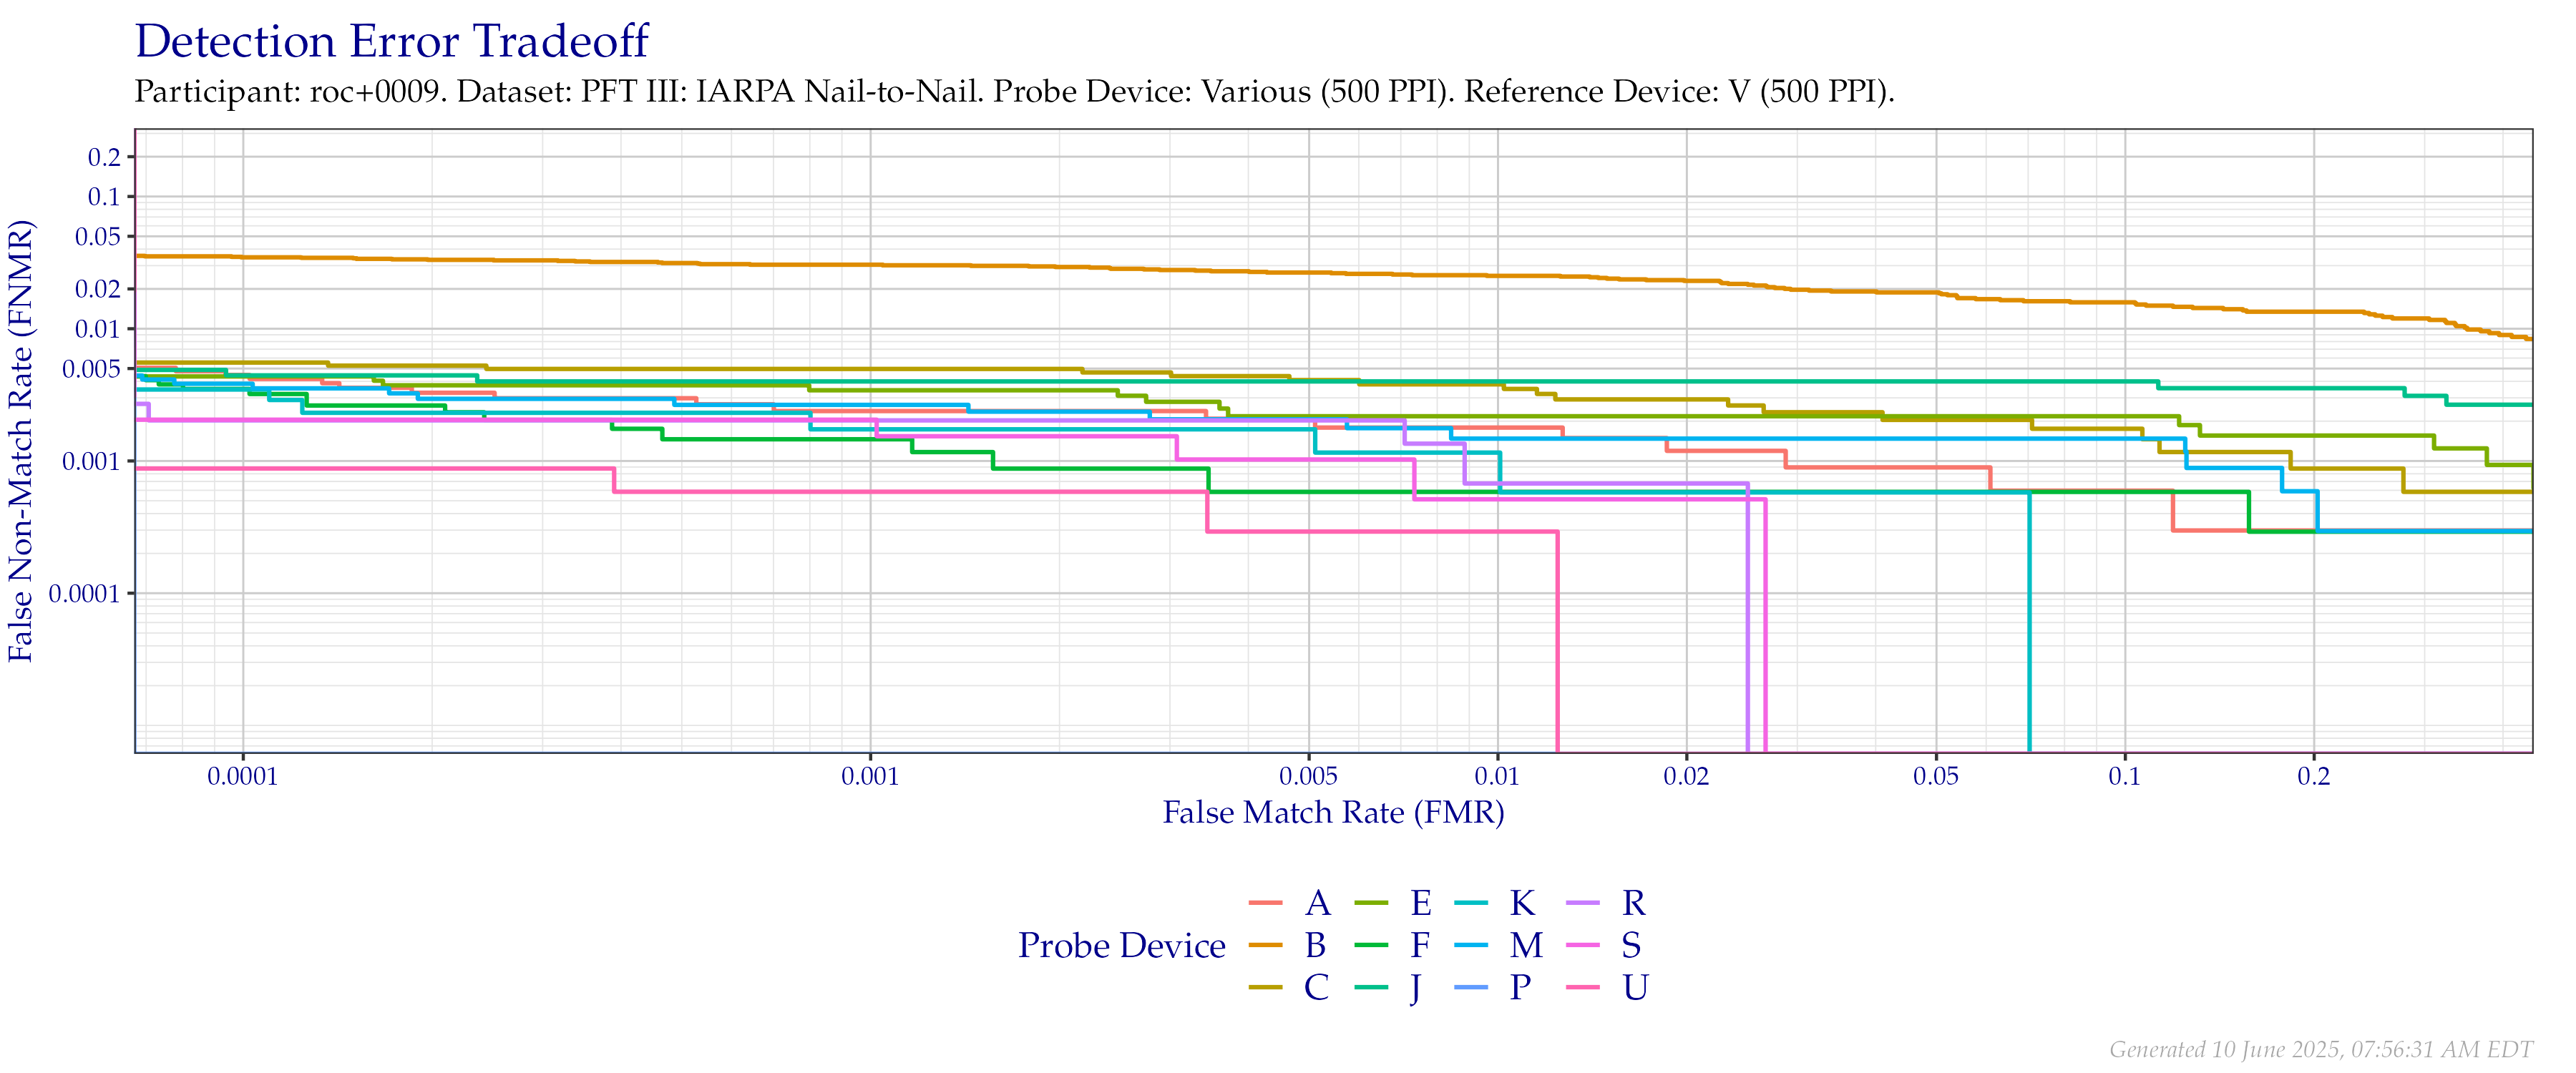 Detection Error Tradeoff
Participant: roc+0009. Dataset: PFT III: IARPA Nail-to-Nail. Probe Device: Various (500 PPI). Reference Device: V (500 PPI).
False Non-Match Rate (FNMR)
0.2
0.1
0.05
0.02
0.01
0.005
0.001
0.0001
0.0001 0.001 0.005 0.01 0.02 0.05 0.1 0.2
False Match Rate (FMR)
Probe Device
A E K R
B F M S
C J P U
Generated 10 June 2025, 07:56:31 AM EDT